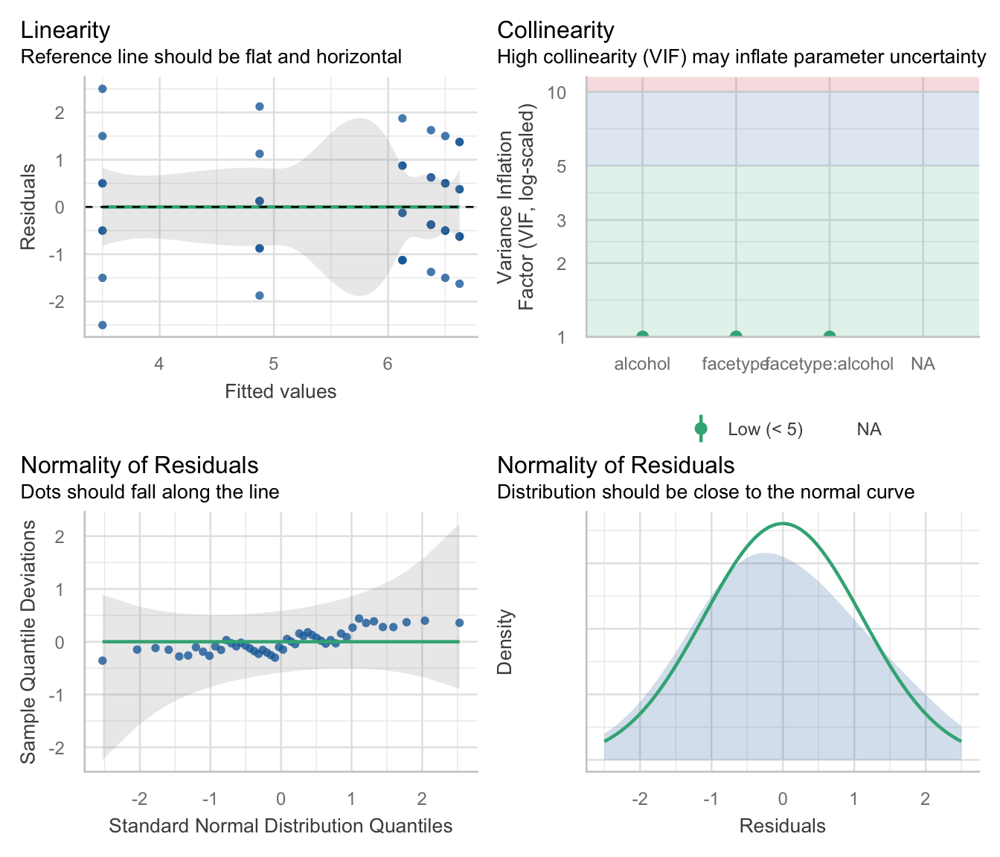 Linearity
Reference line should be flat and horizontal
Residuals
2
1
0
-1
-2
4
5
6
Fitted values
Collinearity
High collinearity (VIF) may inflate parameter uncertainty
Variance Inflation
Factor (VIF, log-scaled)
10
5
3
2
1
alcohol
facetype
facetype:alcohol
NA
Low (< 5)
NA
Normality of Residuals
Dots should fall along the line
Sample Quantile Deviations
2
1
0
-1
-2
-2
-1
0
1
2
Standard Normal Distribution Quantiles
Normality of Residuals
Distribution should be close to the normal curve
Density
-2
-1
0
1
2
Residuals